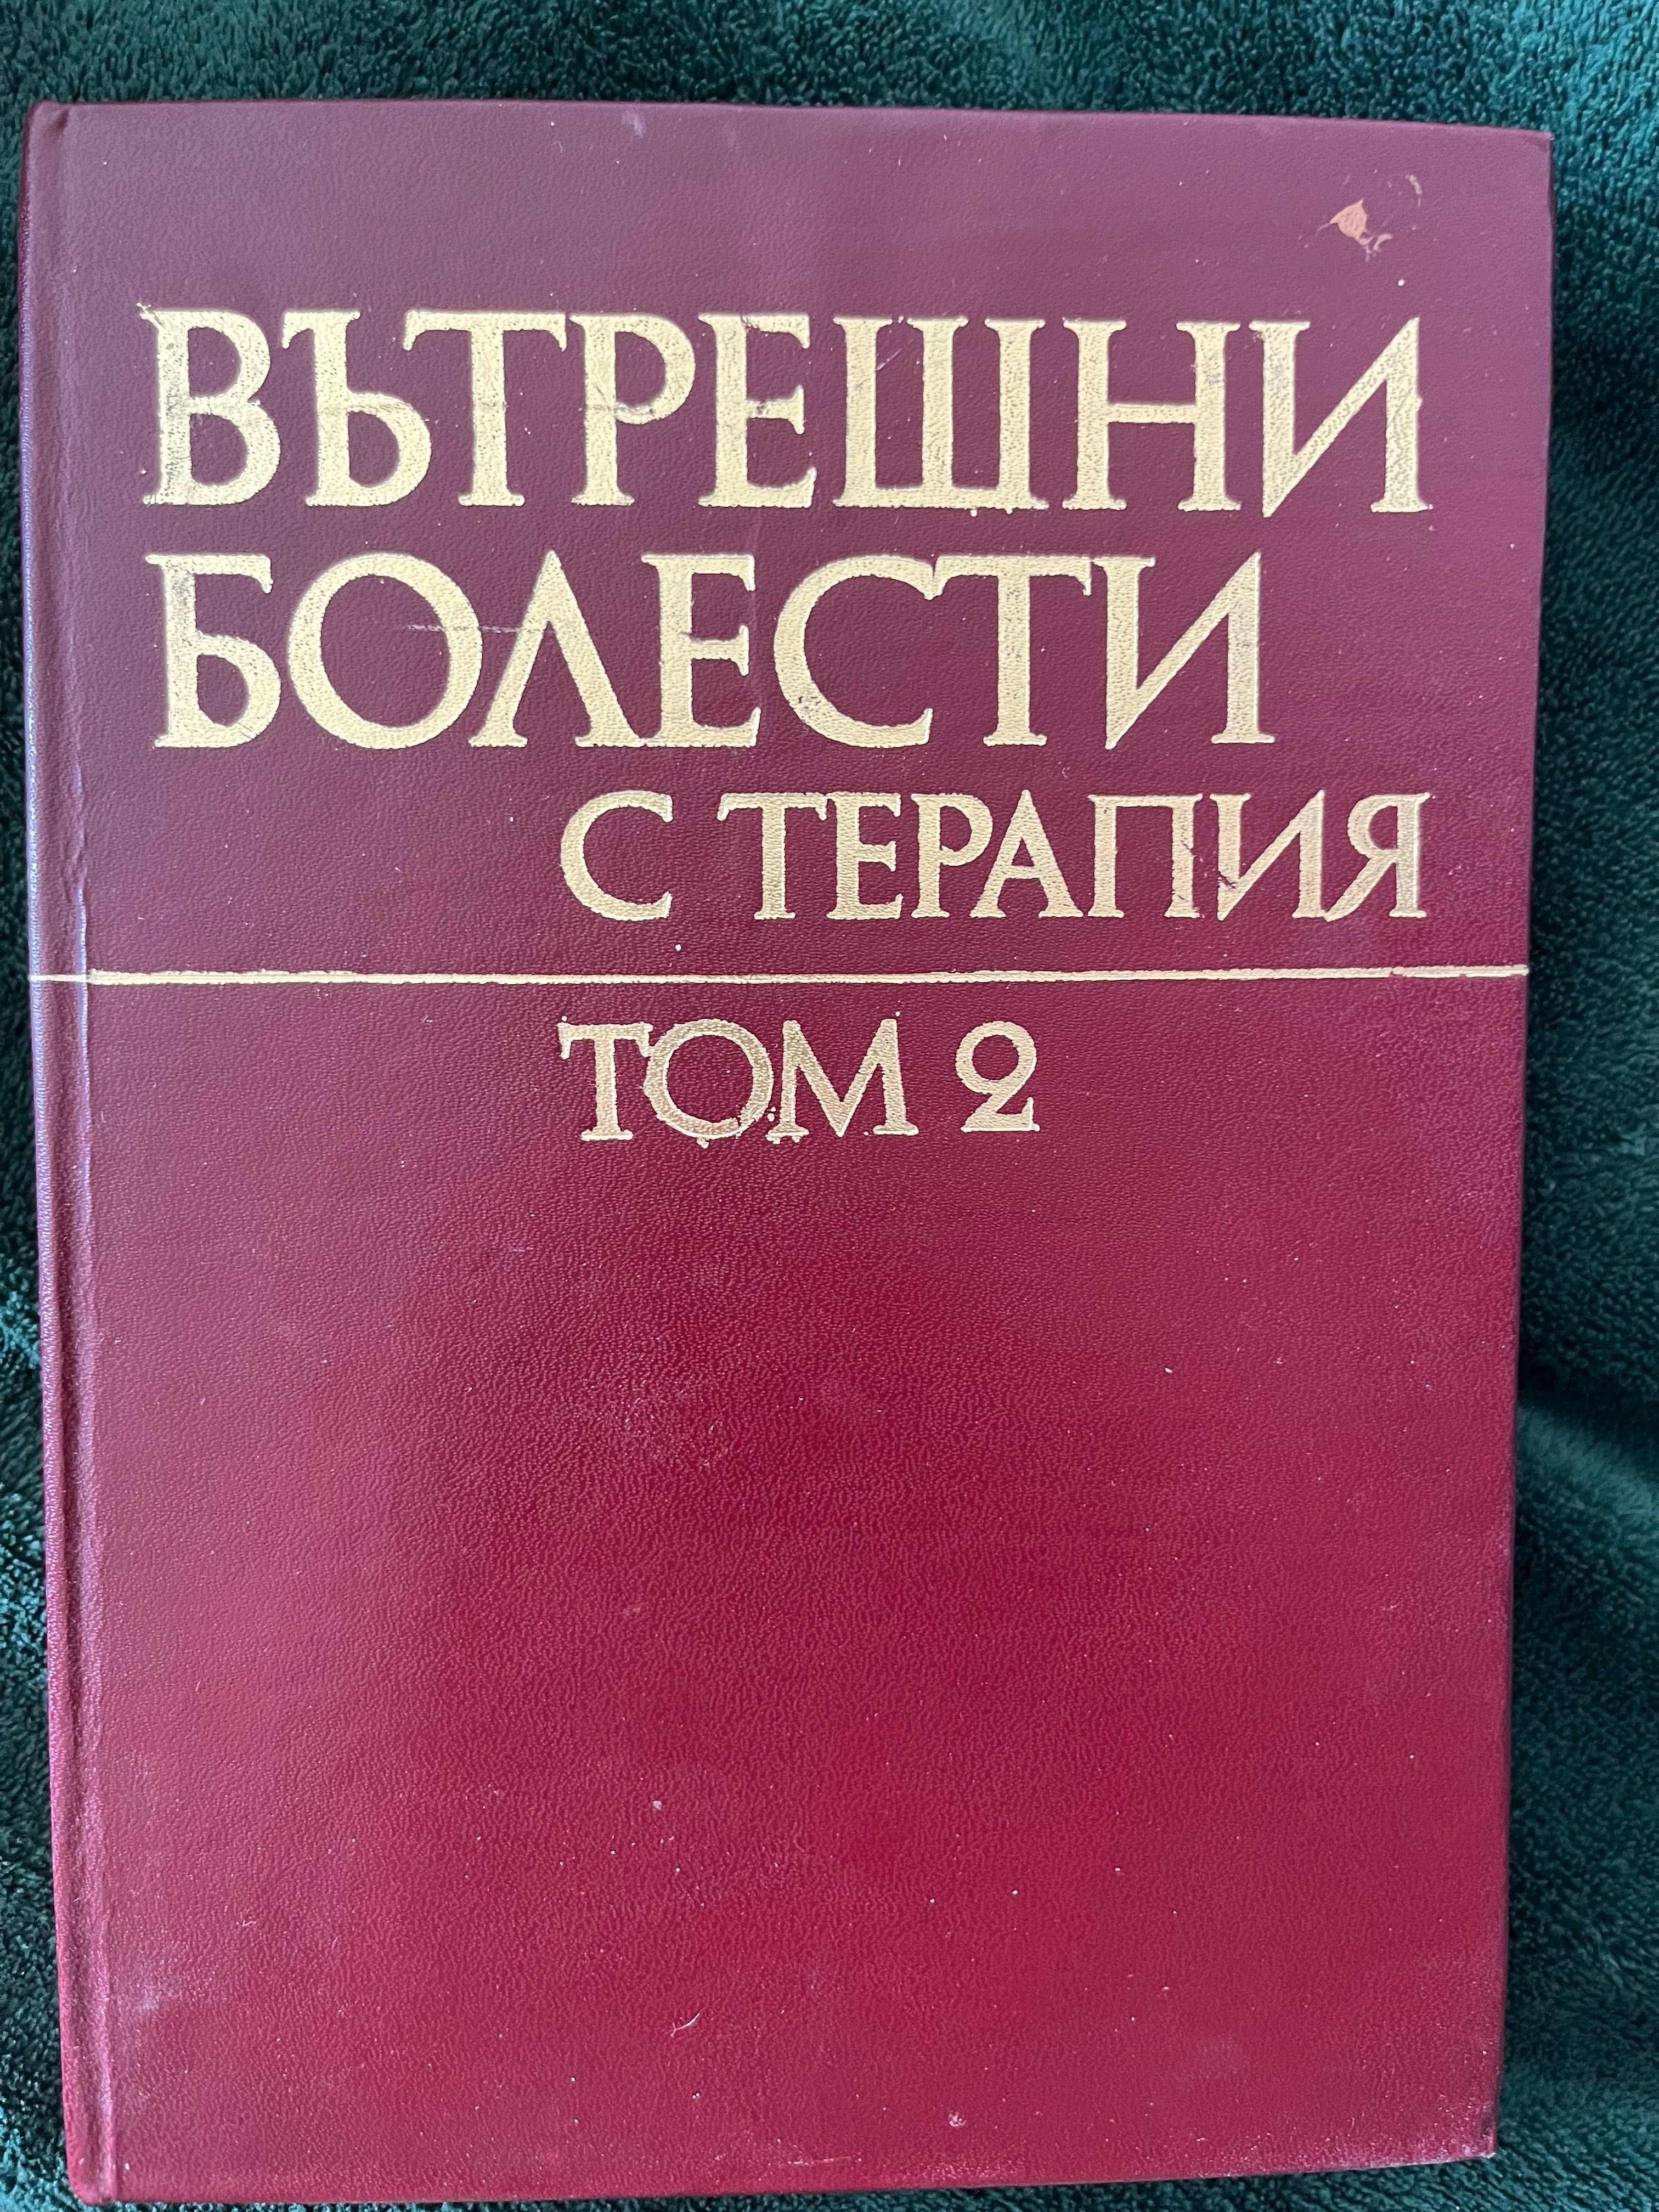 ВЪТРЕШНИ
БОЛЕСТИ
С ТЕРАПИЯ
ТОМ 2